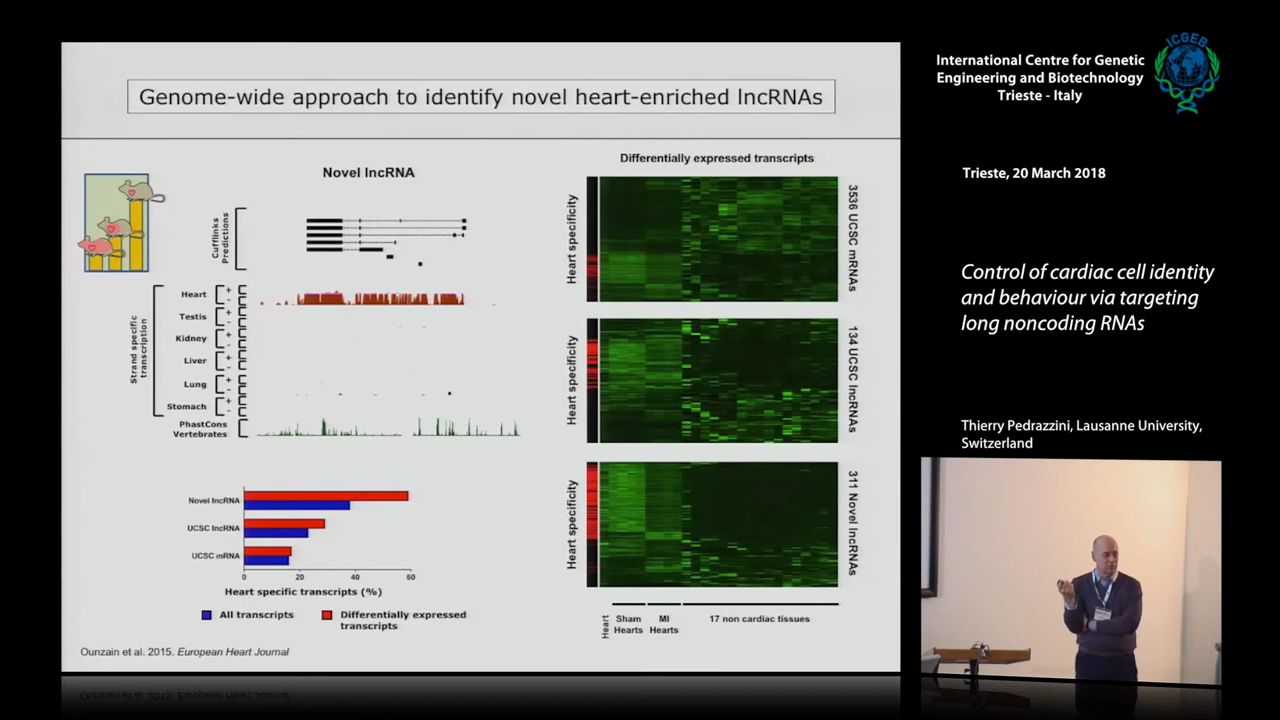 Genome-wide approach to identify novel heart-enriched lncRNAs
Novel lncRNA
Cufflinks
Predictions
Strand specific
transcription
Heart
+
-
Testis
+
-
Kidney
+
-
Liver
+
-
Lung
+
-
Stomach
+
-
PhastCons
Vertebrates
Novel lncRNA
UCSC lncRNA
UCSC mRNA
0 20 40 60
Heart specific transcripts (%)
All transcripts
Differentially expressed
transcripts
Ounzain et al. 2015. European Heart Journal
Differentially expressed transcripts
Heart specificity
3536 UCSC mRNAs
Heart specificity
134 UCSC lncRNAs
Heart specificity
311 Novel lncRNAs
Heart
Sham
Hearts
MI
Hearts
17 non cardiac tissues
International Centre for Genetic
Engineering and Biotechnology
Trieste - Italy
ICGEB
Trieste, 20 March 2018
Control of cardiac cell identity
and behaviour via targeting
long noncoding RNAs
Thierry Pedrazzini, Lausanne University,
Switzerland